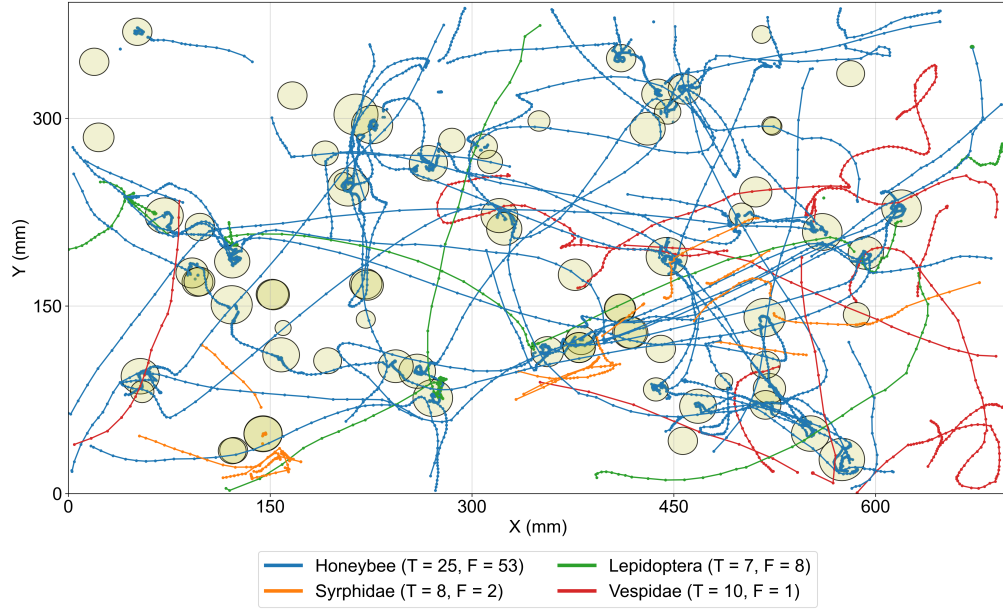 300
150
0
Y (mm)
0 150 300 450 600
X (mm)
Honeybee (T = 25, F = 53)
Lepidoptera (T = 7, F = 8)
Syrphidae (T = 8, F = 2)
Vespidae (T = 10, F = 1)